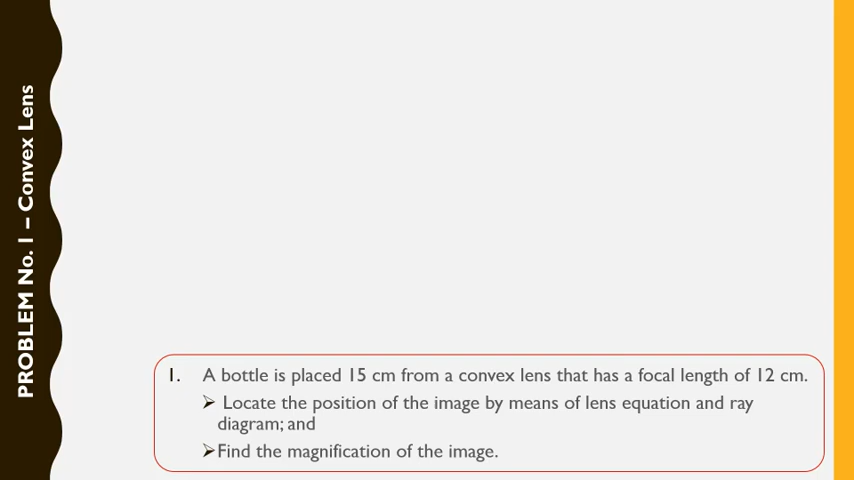 PROBLEM No. 1 – Convex Lens
1. A bottle is placed 15 cm from a convex lens that has a focal length of 12 cm.
➢ Locate the position of the image by means of lens equation and ray
diagram; and
➢Find the magnification of the image.